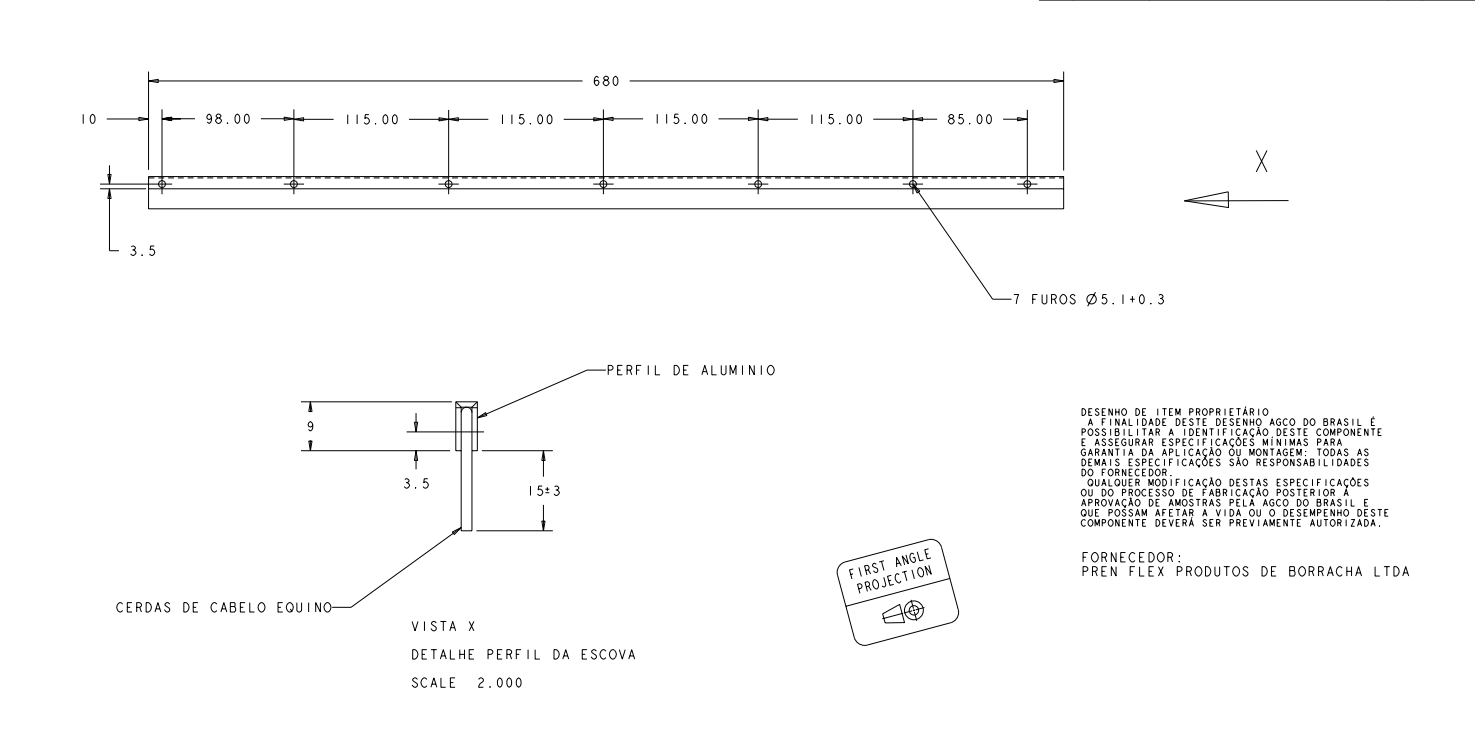 680
10
98.00
115.00
115.00
115.00
115.00
85.00
X
3.5
7 FUROS Ø5.1+0.3
PERFIL DE ALUMINIO
9
3.5
15±3
CERDAS DE CABELO EQUINO
VISTA X
DETALHE PERFIL DA ESCOVA
SCALE 2.000
FIRST ANGLE
PROJECTION
DESENHO DE ITEM PROPRIETÁRIO
A FINALIDADE DESTE DESENHO AGCO DO BRASIL É
POSSIBILITAR A IDENTIFICAÇÃO DESTE COMPONENTE
E ASSEGURAR ESPECIFICAÇÕES MÍNIMAS PARA
GARANTIA DA APLICAÇÃO OU MONTAGEM: TODAS AS
DEMAIS ESPECIFICAÇÕES SÃO RESPONSABILIDADES
DO FORNECEDOR.
QUALQUER MODIFICAÇÃO DESTAS ESPECIFICAÇÕES
OU DO PROCESSO DE FABRICAÇÃO POSTERIOR À
APROVAÇÃO DE AMOSTRAS PELA AGCO DO BRASIL E
QUE POSSAM AFETAR A VIDA OU O DESEMPENHO DESTE
COMPONENTE DEVERÁ SER PREVIAMENTE AUTORIZADA.
FORNECEDOR:
PREN FLEX PRODUTOS DE BORRACHA LTDA